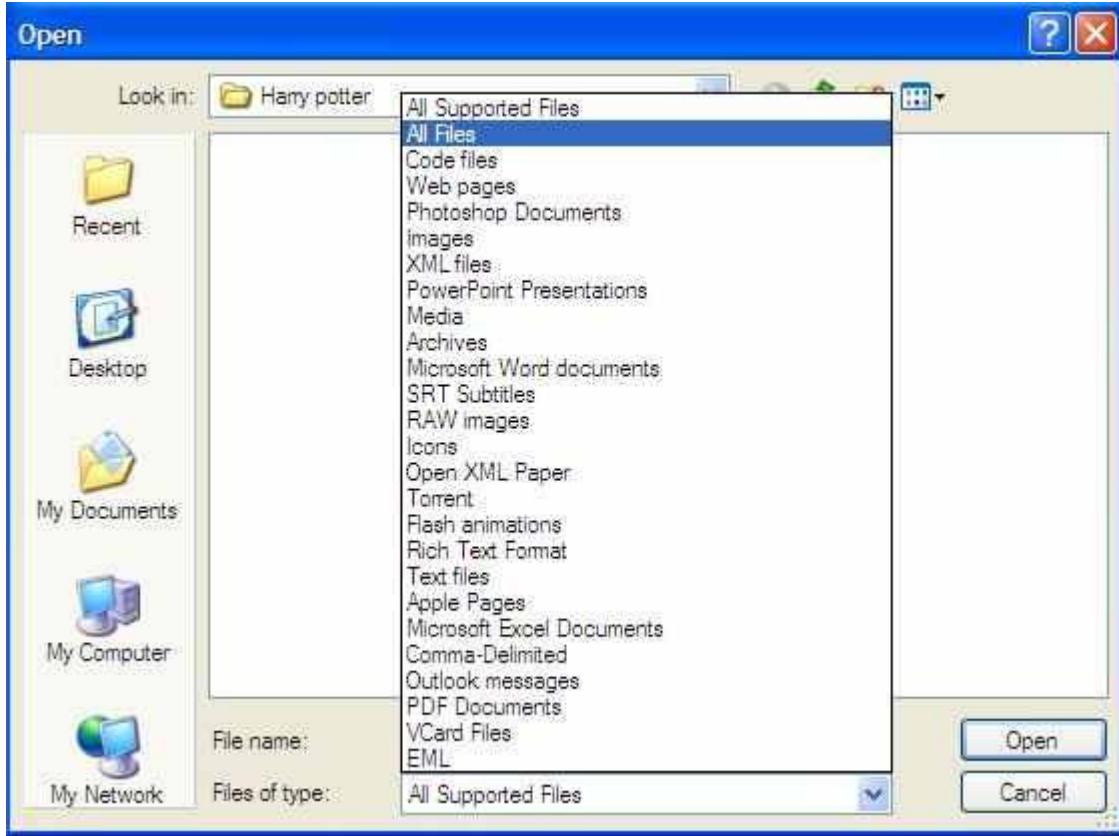 Open
Look in:
Harry potter
Recent
Desktop
My Documents
My Computer
My Network
All Supported Files
All Files
Code files
Web pages
Photoshop Documents
Images
XML files
PowerPoint Presentations
Media
Archives
Microsoft Word documents
SRT Subtitles
RAW images
Icons
Open XML Paper
Torrent
Flash animations
Rich Text Format
Text files
Apple Pages
Microsoft Excel Documents
Comma-Delimited
Outlook messages
PDF Documents
VCard Files
EML
File name:
Open
Files of type:
All Supported Files
Cancel